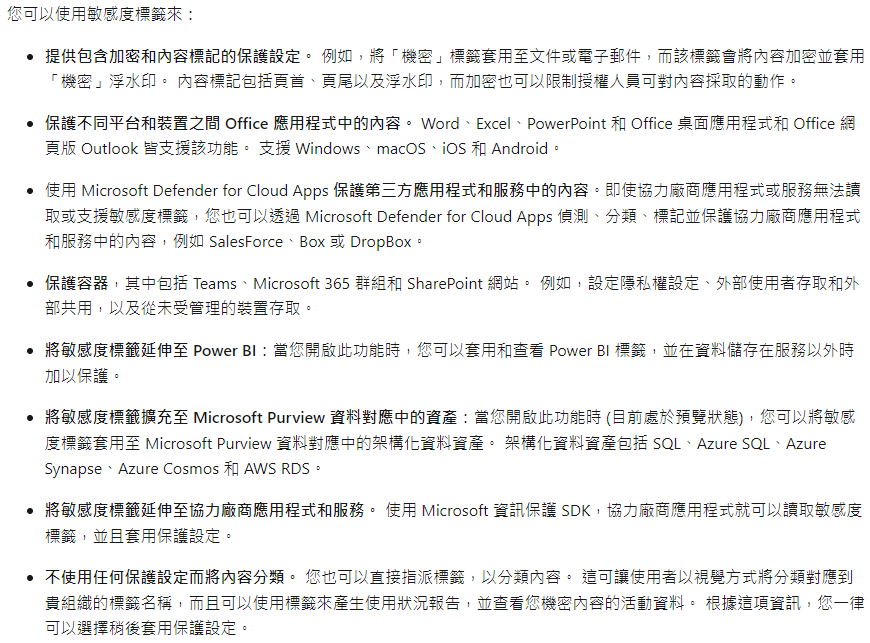 您可以使用敏感度標籤來：
• 提供包含加密和內容標記的保護設定。 例如，將「機密」標籤套用至文件或電子郵件，而該標籤會將內容加密並套用
「機密」浮水印。 內容標記包括頁首、頁尾以及浮水印，而加密也可以限制授權人員可對內容採取的動作。
• 保護不同平台和裝置之間 Office 應用程式中的內容。 Word、Excel、PowerPoint 和 Office 桌面應用程式和 Office 網
頁版 Outlook 皆支援該功能。 支援 Windows、macOS、iOS 和 Android。
• 使用 Microsoft Defender for Cloud Apps 保護第三方應用程式和服務中的內容。即使協力廠商應用程式或服務無法讀
取或支援敏感度標籤，您也可以透過 Microsoft Defender for Cloud Apps 偵測、分類、標記並保護協力廠商應用程式
和服務中的內容，例如 SalesForce、Box 或 DropBox。
• 保護容器，其中包括 Teams、Microsoft 365 群組和 SharePoint 網站。 例如，設定隱私權設定、外部使用者存取和外
部共用，以及從未受管理的裝置存取。
• 將敏感度標籤延伸至 Power BI：當您開啟此功能時，您可以套用和查看 Power BI 標籤，並在資料儲存在服務以外時
加以保護。
• 將敏感度標籤擴充至 Microsoft Purview 資料對應中的資產：當您開啟此功能時 (目前處於預覽狀態)，您可以將敏感
度標籤套用至 Microsoft Purview 資料對應中的架構化資料資產。 架構化資料資產包括 SQL、Azure SQL、Azure
Synapse、Azure Cosmos 和 AWS RDS。
• 將敏感度標籤延伸至協力廠商應用程式和服務。 使用 Microsoft 資訊保護 SDK，協力廠商應用程式就可以讀取敏感度
標籤，並且套用保護設定。
• 不使用任何保護設定而將內容分類。 您也可以直接指派標籤，以分類內容。 這可讓使用者以視覺方式將分類對應到
貴組織的標籤名稱，而且可以使用標籤來產生使用狀況報告，並查看您機密內容的活動資料。 根據這項資訊，您一律
可以選擇稍後套用保護設定。